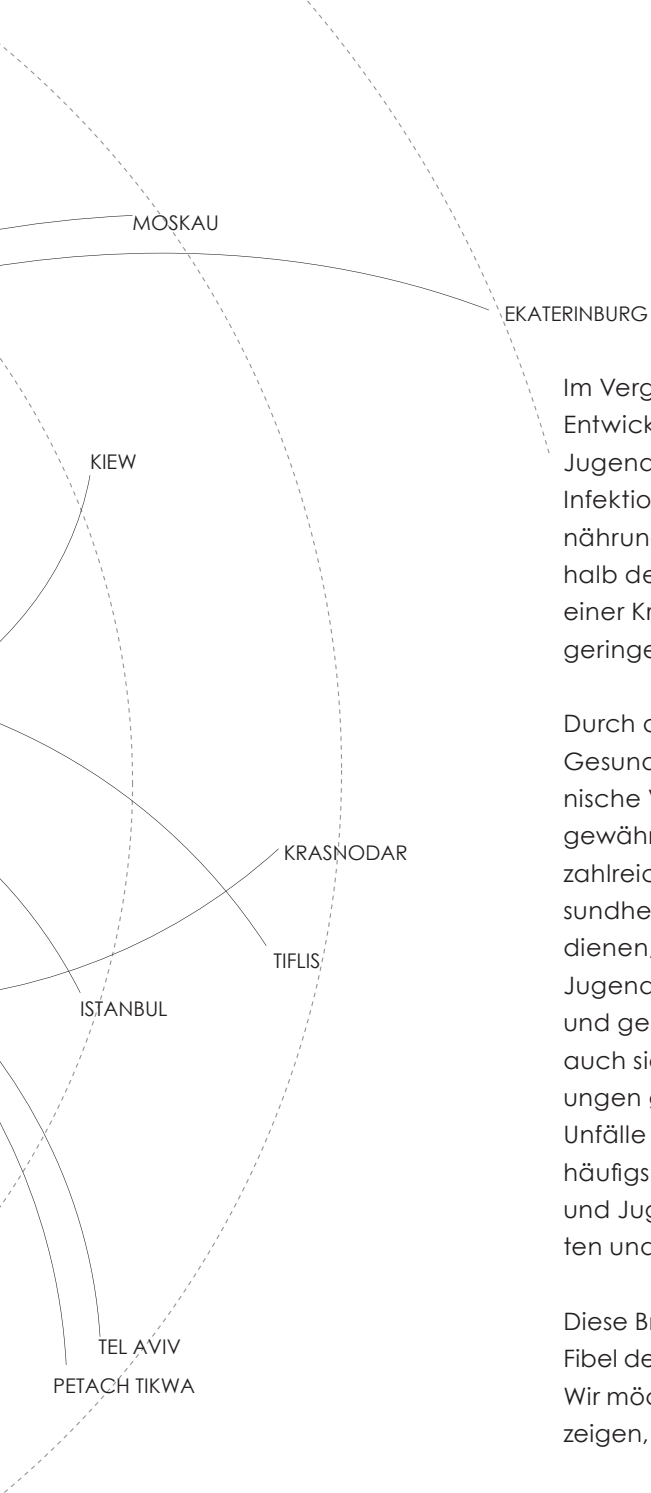 MOSKAU
EKATERINBURG
KIEW
KRASNODAR
TIFLIS
ISTANBUL
TEL AVIV
PETACH TIKWA
Im Verg
Entwick
Jugend
Infektio
nährun
halb de
einer Kr
geringe
Durch d
Gesund
nische V
gewähr
zahlreic
sundhe
dienen,
Jugend
und ge
auch si
ungen g
Unfälle
häufigs
und Jug
ten und
Diese Br
Fibel de
Wir möc
zeigen,